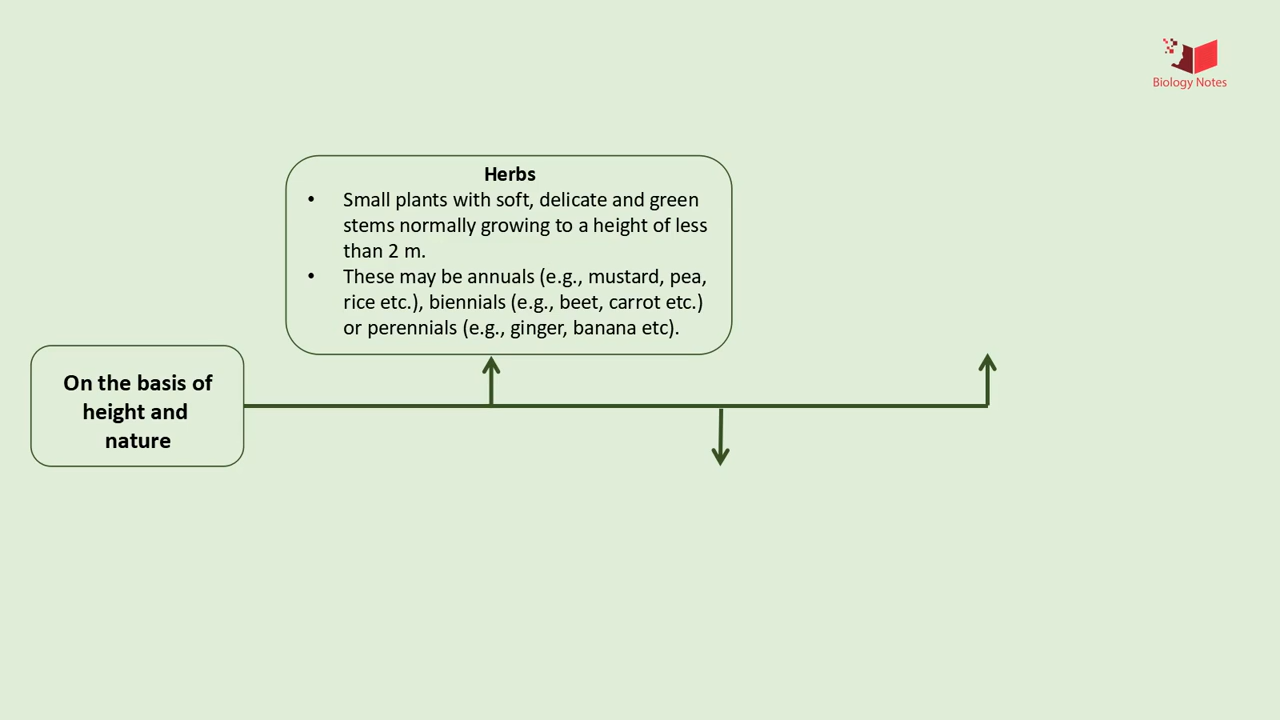 Biology Notes
Herbs
• Small plants with soft, delicate and green
stems normally growing to a height of less
than 2 m.
• These may be annuals (e.g., mustard, pea,
rice etc.), biennials (e.g., beet, carrot etc.)
or perennials (e.g., ginger, banana etc).
On the basis of
height and
nature